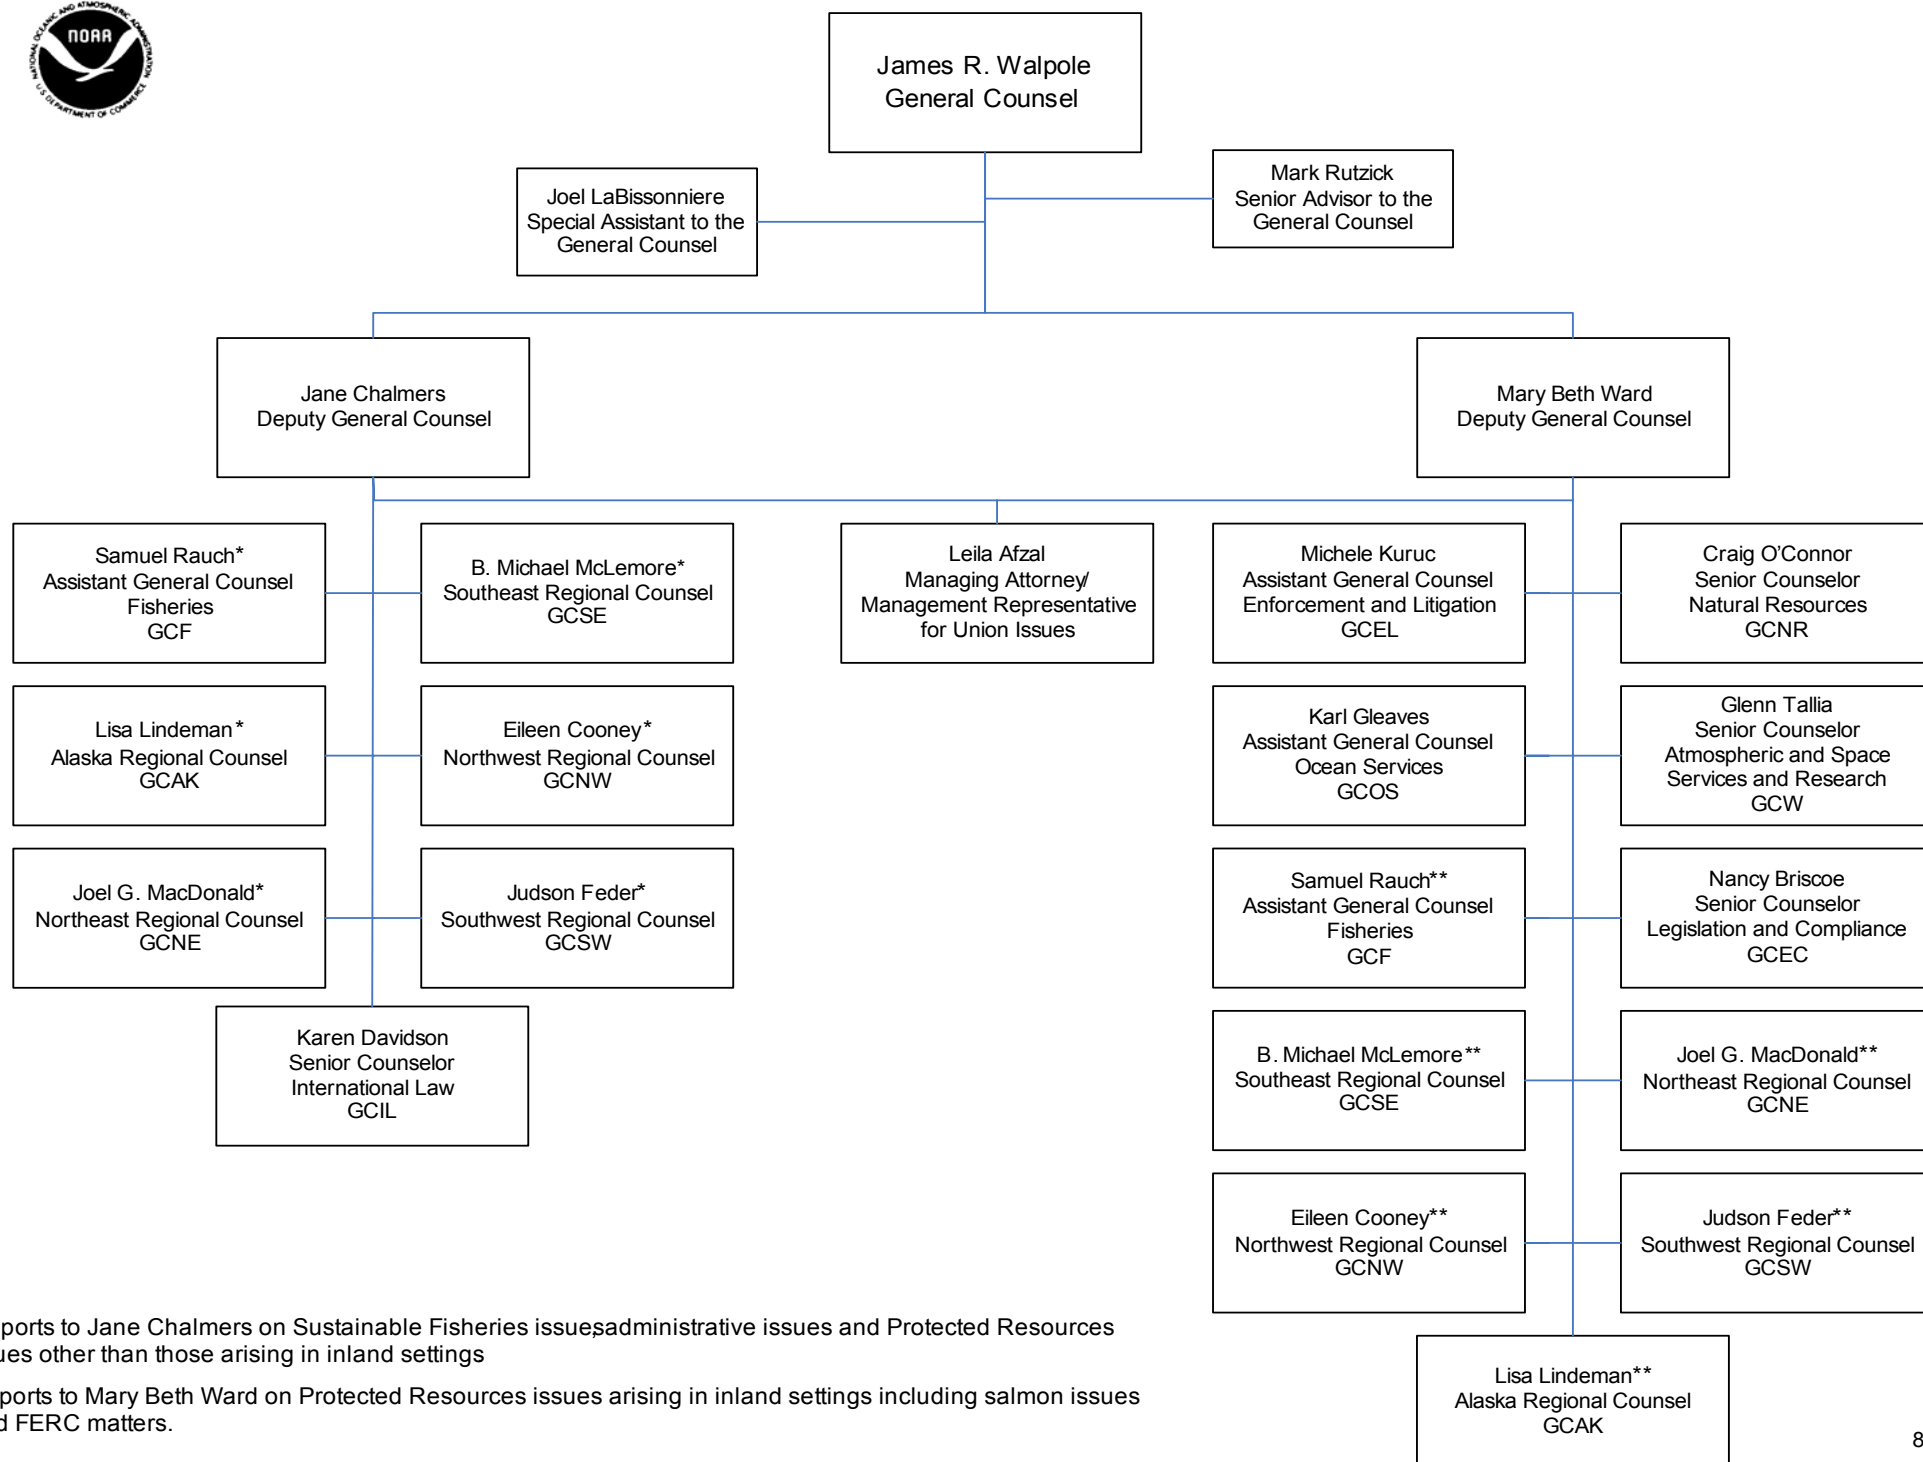 NATIONAL OCEANIC AND ATMOSPHERIC ADMINISTRATION
NOAA
U.S. DEPARTMENT OF COMMERCE
James R. Walpole
General Counsel
Joel LaBissonniere
Special Assistant to the
General Counsel
Mark Rutzick
Senior Advisor to the
General Counsel
Jane Chalmers
Deputy General Counsel
Mary Beth Ward
Deputy General Counsel
Samuel Rauch*
Assistant General Counsel
Fisheries
GCF
B. Michael McLemore*
Southeast Regional Counsel
GCSE
Leila Afzal
Managing Attorney/
Management Representative
for Union Issues
Michele Kuruc
Assistant General Counsel
Enforcement and Litigation
GCEL
Craig O'Connor
Senior Counselor
Natural Resources
GCNR
Lisa Lindeman*
Alaska Regional Counsel
GCAK
Eileen Cooney*
Northwest Regional Counsel
GCNW
Karl Gleaves
Assistant General Counsel
Ocean Services
GCOS
Glenn Tallia
Senior Counselor
Atmospheric and Space
Services and Research
GCW
Joel G. MacDonald*
Northeast Regional Counsel
GCNE
Judson Feder*
Southwest Regional Counsel
GCSW
Samuel Rauch**
Assistant General Counsel
Fisheries
GCF
Nancy Briscoe
Senior Counselor
Legislation and Compliance
GCEC
Karen Davidson
Senior Counselor
International Law
GCIL
B. Michael McLemore**
Southeast Regional Counsel
GCSE
Joel G. MacDonald**
Northeast Regional Counsel
GCNE
Eileen Cooney**
Northwest Regional Counsel
GCNW
Judson Feder**
Southwest Regional Counsel
GCSW
Lisa Lindeman**
Alaska Regional Counsel
GCAK
ports to Jane Chalmers on Sustainable Fisheries issues, administrative issues and Protected Resources
ues other than those arising in inland settings
ports to Mary Beth Ward on Protected Resources issues arising in inland settings including salmon issues
d FERC matters.
8